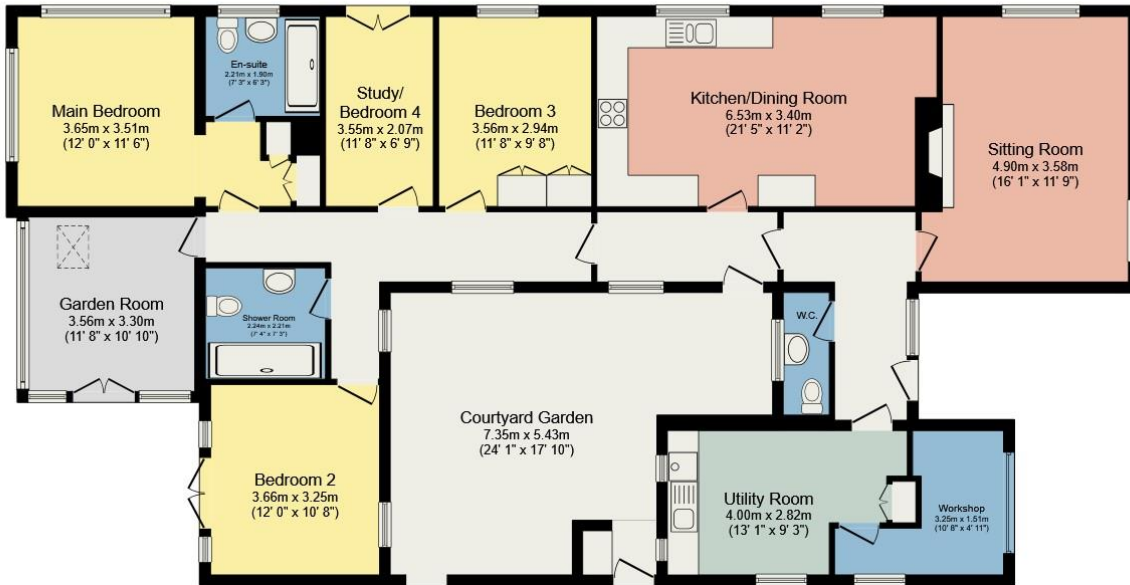 Main Bedroom
3.65m x 3.51m
(12' 0" x 11' 6")
En-suite
2.21m x 1.90m
(7' 3" x 6' 3")
Study/
Bedroom 4
3.55m x 2.07m
(11' 8" x 6' 9")
Bedroom 3
3.56m x 2.94m
(11' 8" x 9' 8")
Kitchen/Dining Room
6.53m x 3.40m
(21' 5" x 11' 2")
Sitting Room
4.90m x 3.58m
(16' 1" x 11' 9")
Garden Room
3.56m x 3.30m
(11' 8" x 10' 10")
Shower Room
2.24m x 2.21m
(7' 4" x 7' 3")
W.C.
Courtyard Garden
7.35m x 5.43m
(24' 1" x 17' 10")
Bedroom 2
3.66m x 3.25m
(12' 0" x 10' 8")
Utility Room
4.00m x 2.82m
(13' 1" x 9' 3")
Workshop
3.25m x 1.51m
(10' 8" x 4' 11")